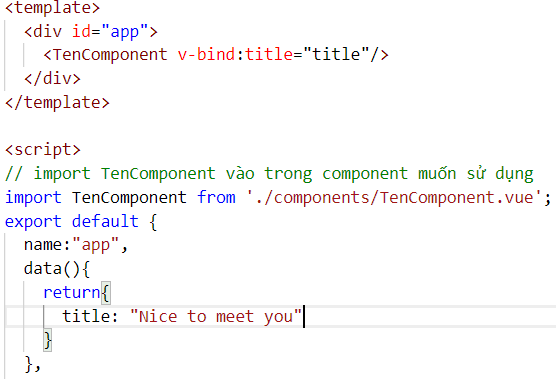 <template>
<div id="app">
<TenComponent v-bind:title="title"/>
</div>
</template>
<script>
// import TenComponent vào trong component muốn sử dụng
import TenComponent from './components/TenComponent.vue';
export default {
name:"app",
data(){
return{
title: "Nice to meet you"
}
},